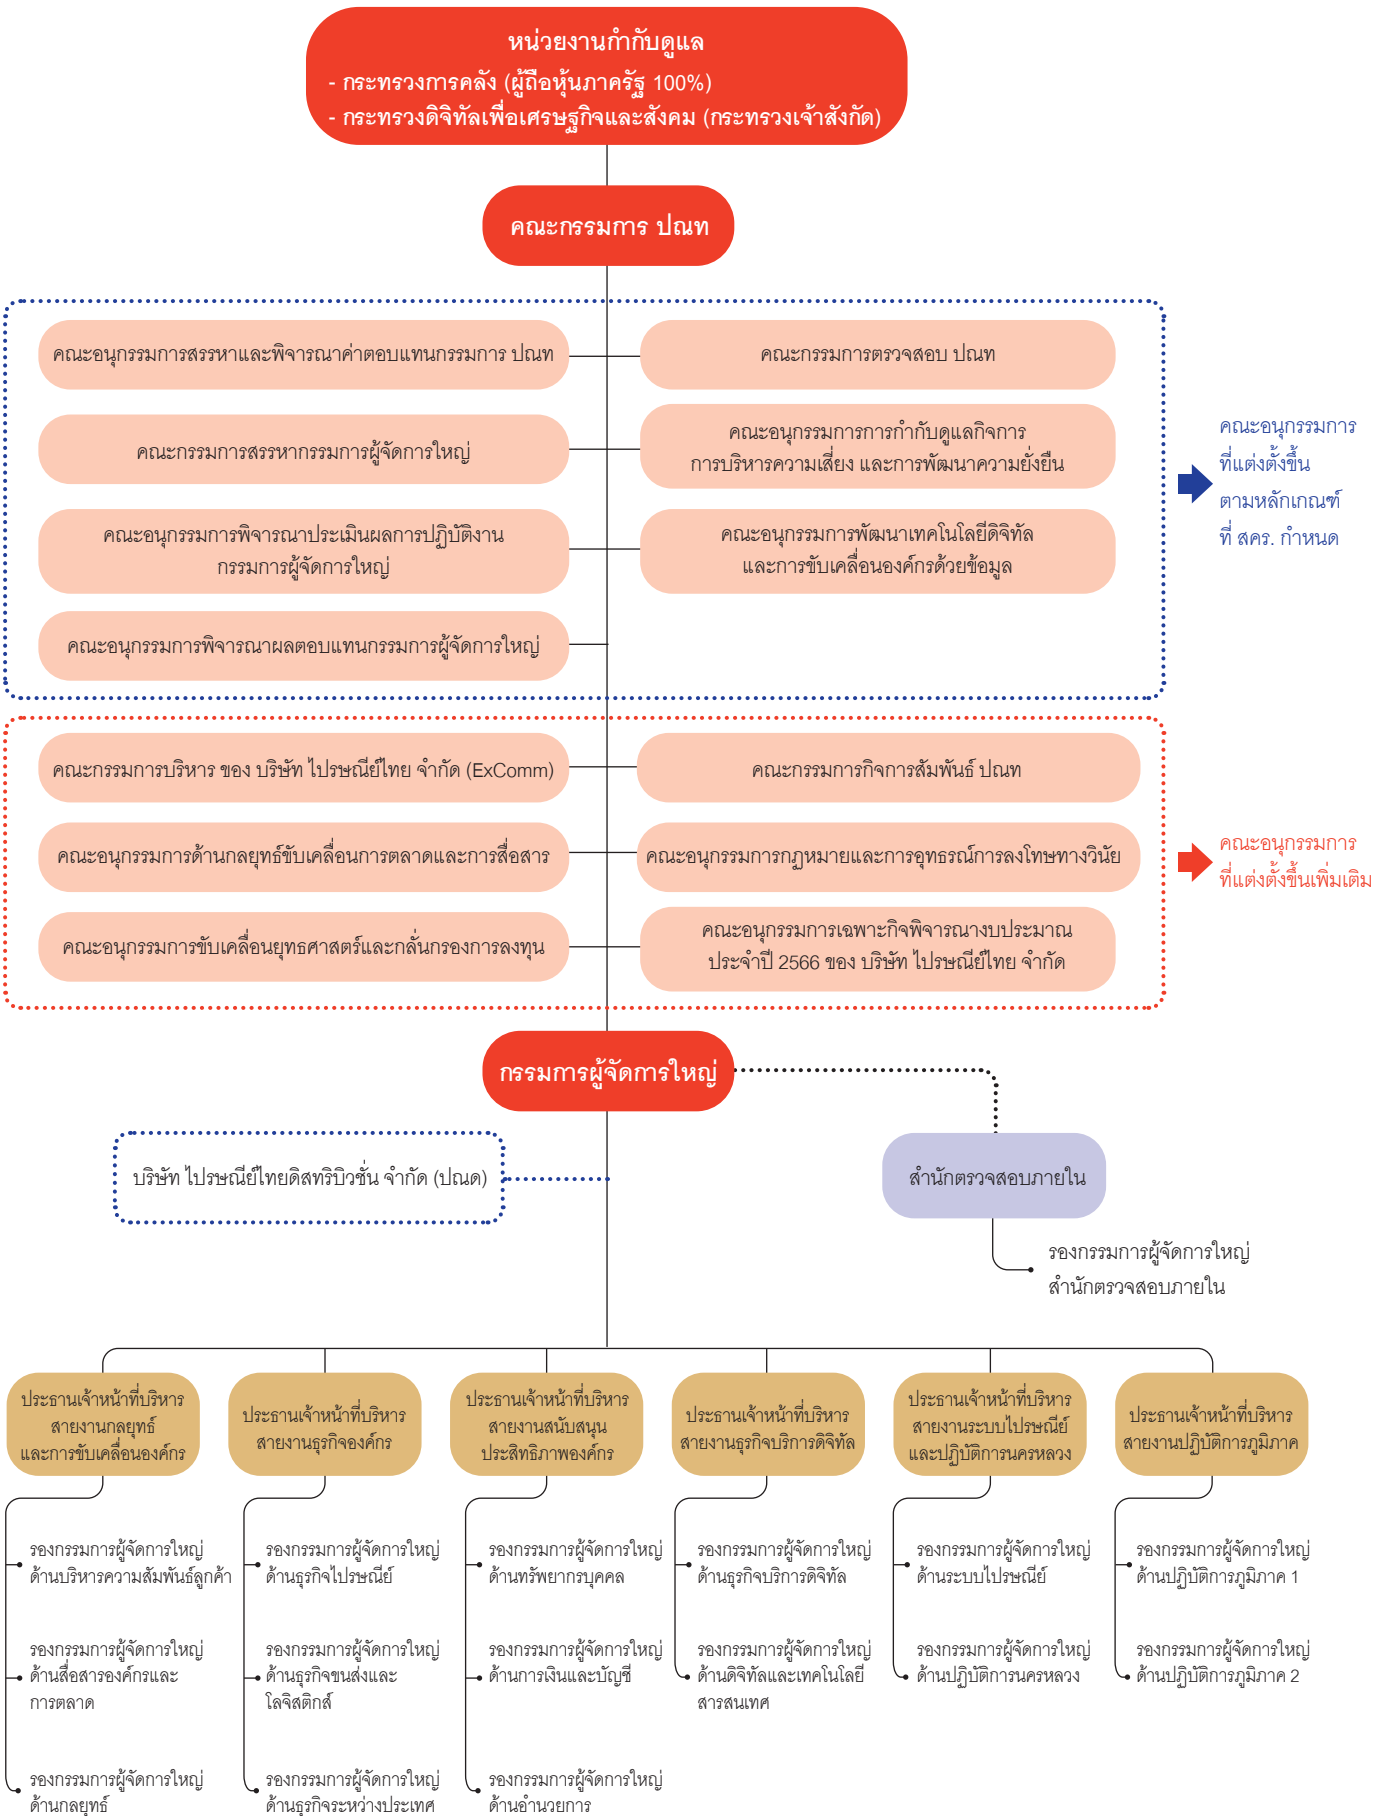 หน่วยงานกำกับดูแล
- กระทรวงการคลัง (ผู้ถือหุ้นภาครัฐ 100%)
- กระทรวงดิจิทัลเพื่อเศรษฐกิจและสังคม (กระทรวงเจ้าสังกัด)
คณะกรรมการ ปณท
คณะอนุกรรมการสรรหาและพิจารณาค่าตอบแทนกรรมการ ปณท
คณะกรรมการตรวจสอบ ปณท
คณะกรรมการสรรหากรรมการผู้จัดการใหญ่
คณะอนุกรรมการการกำกับดูแลกิจการ
การบริหารความเสี่ยง และการพัฒนาความยั่งยืน
คณะอนุกรรมการพิจารณาประเมินผลการปฏิบัติงาน
กรรมการผู้จัดการใหญ่
คณะอนุกรรมการพัฒนาเทคโนโลยีดิจิทัล
และการขับเคลื่อนองค์กรด้วยข้อมูล
คณะอนุกรรมการพิจารณาผลตอบแทนกรรมการผู้จัดการใหญ่
คณะอนุกรรมการ
ที่แต่งตั้งขึ้น
ตามหลักเกณฑ์
ที่ สคร. กำหนด
คณะกรรมการบริหาร ของ บริษัท ไปรษณีย์ไทย จำกัด (ExComm)
คณะกรรมการกิจการสัมพันธ์ ปณท
คณะอนุกรรมการด้านกลยุทธ์ขับเคลื่อนการตลาดและการสื่อสาร
คณะอนุกรรมการกฎหมายและการอุทธรณ์การลงโทษทางวินัย
คณะอนุกรรมการขับเคลื่อนยุทธศาสตร์และกลั่นกรองการลงทุน
คณะอนุกรรมการเฉพาะกิจพิจารณางบประมาณ
ประจำปี 2566 ของ บริษัท ไปรษณีย์ไทย จำกัด
คณะอนุกรรมการ
ที่แต่งตั้งขึ้นเพิ่มเติม
กรรมการผู้จัดการใหญ่
บริษัท ไปรษณีย์ไทยดิสทริบิวชั่น จำกัด (ปณด)
สำนักตรวจสอบภายใน
รองกรรมการผู้จัดการใหญ่
สำนักตรวจสอบภายใน
ประธานเจ้าหน้าที่บริหาร
สายงานกลยุทธ์
และการขับเคลื่อนองค์กร
รองกรรมการผู้จัดการใหญ่
ด้านบริหารความสัมพันธ์ลูกค้า
รองกรรมการผู้จัดการใหญ่
ด้านสื่อสารองค์กรและ
การตลาด
รองกรรมการผู้จัดการใหญ่
ด้านกลยุทธ์
ประธานเจ้าหน้าที่บริหาร
สายงานธุรกิจองค์กร
รองกรรมการผู้จัดการใหญ่
ด้านธุรกิจไปรษณีย์
รองกรรมการผู้จัดการใหญ่
ด้านธุรกิจขนส่งและ
โลจิสติกส์
รองกรรมการผู้จัดการใหญ่
ด้านธุรกิจระหว่างประเทศ
ประธานเจ้าหน้าที่บริหาร
สายงานสนับสนุน
ประสิทธิภาพองค์กร
รองกรรมการผู้จัดการใหญ่
ด้านทรัพยากรบุคคล
รองกรรมการผู้จัดการใหญ่
ด้านการเงินและบัญชี
รองกรรมการผู้จัดการใหญ่
ด้านอำนวยการ
ประธานเจ้าหน้าที่บริหาร
สายงานธุรกิจบริการดิจิทัล
รองกรรมการผู้จัดการใหญ่
ด้านธุรกิจบริการดิจิทัล
รองกรรมการผู้จัดการใหญ่
ด้านดิจิทัลและเทคโนโลยี
สารสนเทศ
ประธานเจ้าหน้าที่บริหาร
สายงานระบบไปรษณีย์
และปฏิบัติการนครหลวง
รองกรรมการผู้จัดการใหญ่
ด้านระบบไปรษณีย์
รองกรรมการผู้จัดการใหญ่
ด้านปฏิบัติการนครหลวง
ประธานเจ้าหน้าที่บริหาร
สายงานปฏิบัติการภูมิภาค
รองกรรมการผู้จัดการใหญ่
ด้านปฏิบัติการภูมิภาค 1
รองกรรมการผู้จัดการใหญ่
ด้านปฏิบัติการภูมิภาค 2